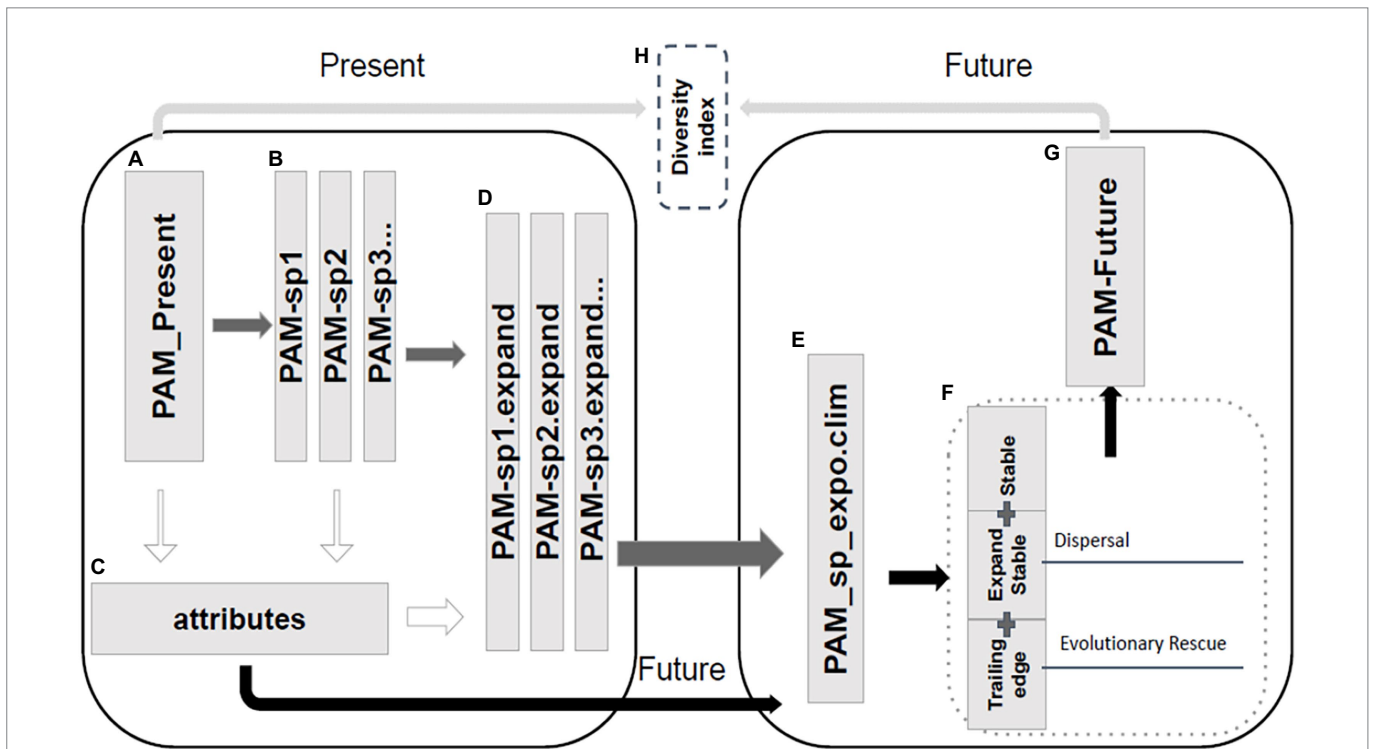 Present
H
Diversity
index
Future
A
PAM_Present
B
PAM-sp1
PAM-sp2
PAM-sp3...
D
PAM-sp1.expand
PAM-sp2.expand
PAM-sp3.expand...
C
attributes
Future
E
PAM_sp_expo.clim
F
Stable
Expand
Stable
Trailing
edge
Dispersal
Evolutionary Rescue
G
PAM-Future